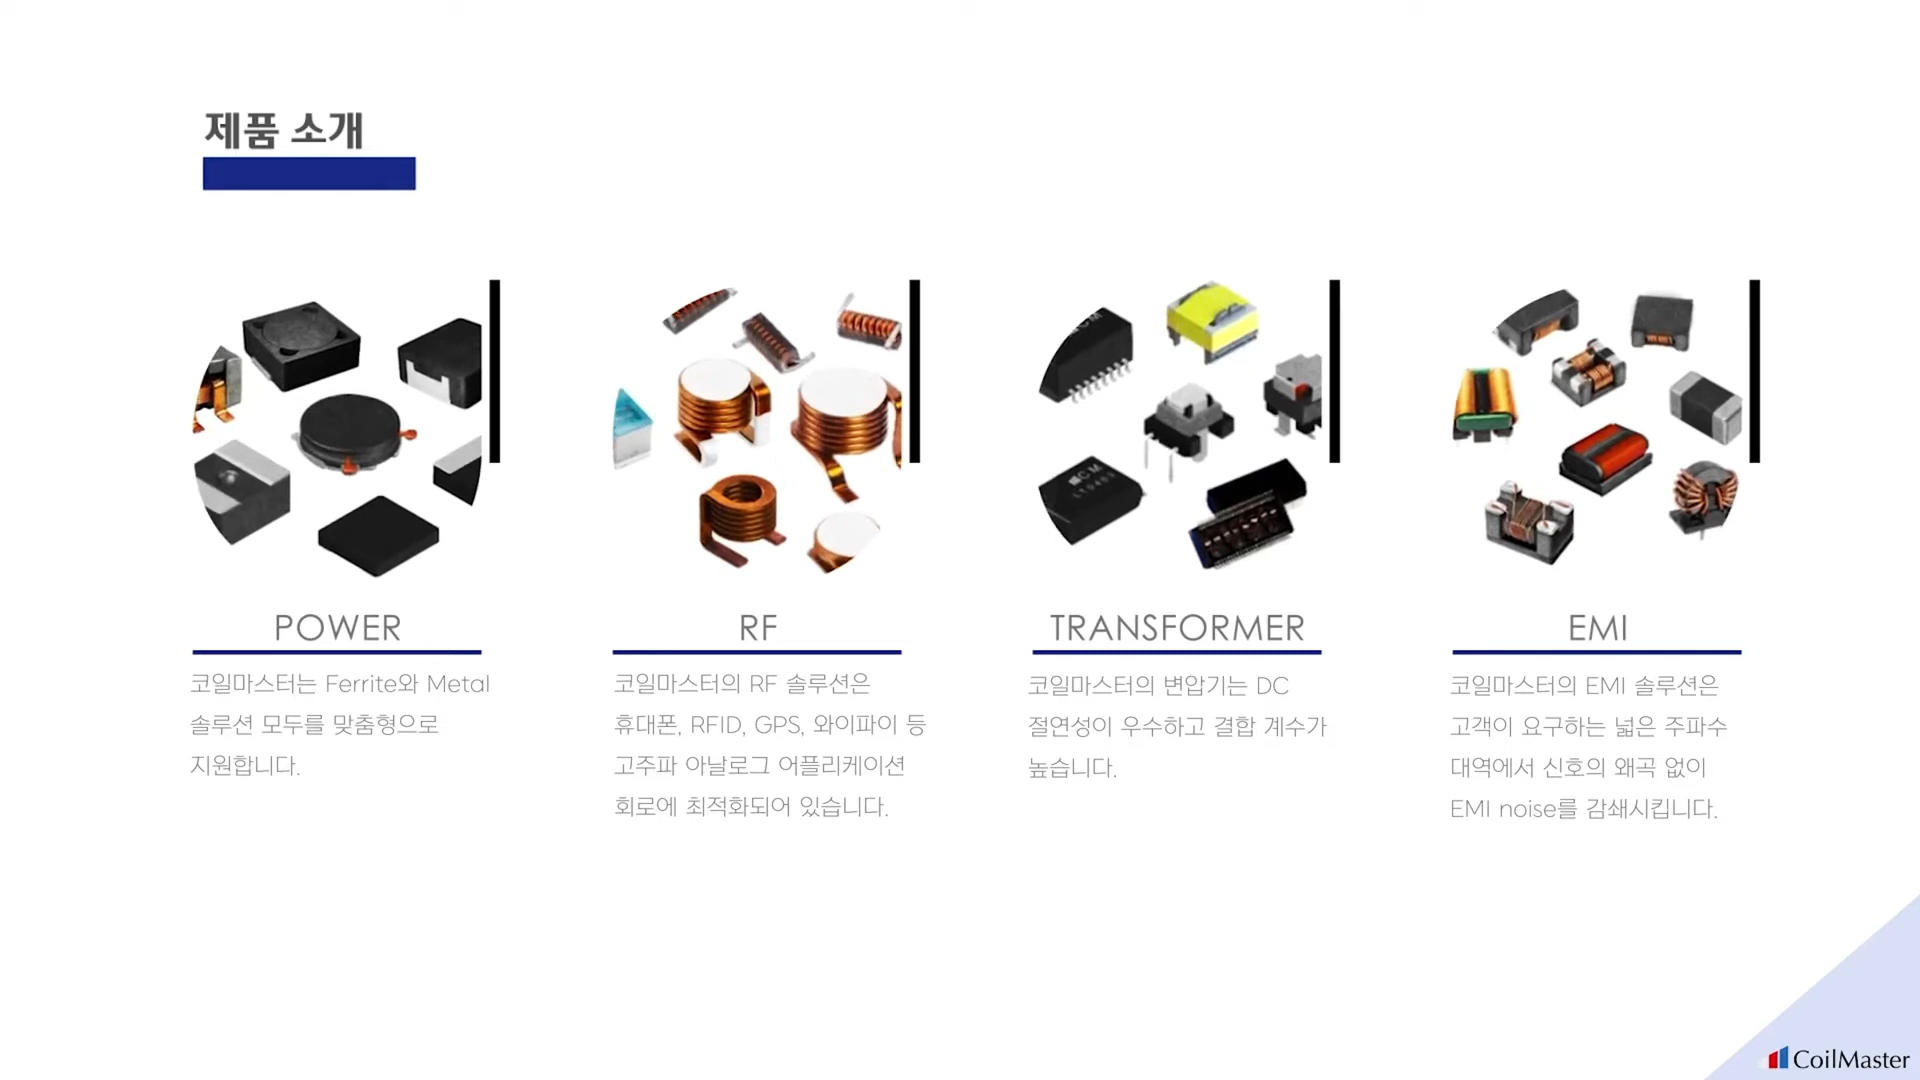 제품 소개
POWER
코일마스터는 Ferrite와 Metal
솔루션 모두를 맞춤형으로
지원합니다.
RF
코일마스터의 RF 솔루션은
휴대폰, RFID, GPS, 와이파이 등
고주파 아날로그 어플리케이션
회로에 최적화되어 있습니다.
TRANSFORMER
코일마스터의 변압기는 DC
절연성이 우수하고 결합 계수가
높습니다.
EMI
코일마스터의 EMI 솔루션은
고객이 요구하는 넓은 주파수
대역에서 신호의 왜곡 없이
EMI noise를 감쇄시킵니다.
CoilMaster